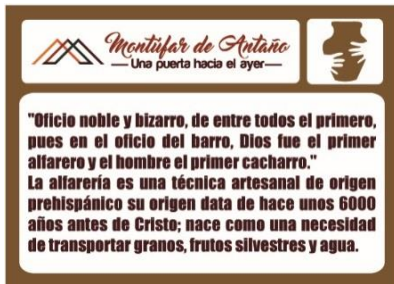 Montúfar de Antaño
Una puerta hacia el ayer
"Oficio noble y bizarro, de entre todos el primero,
pues en el oficio del barro, Dios fue el primer
alfarero y el hombre el primer cacharro."
La alfarería es una técnica artesanal de origen
prehispánico su origen data de hace unos 6000
años antes de Cristo; nace como una necesidad
de transportar granos, frutos silvestres y agua.